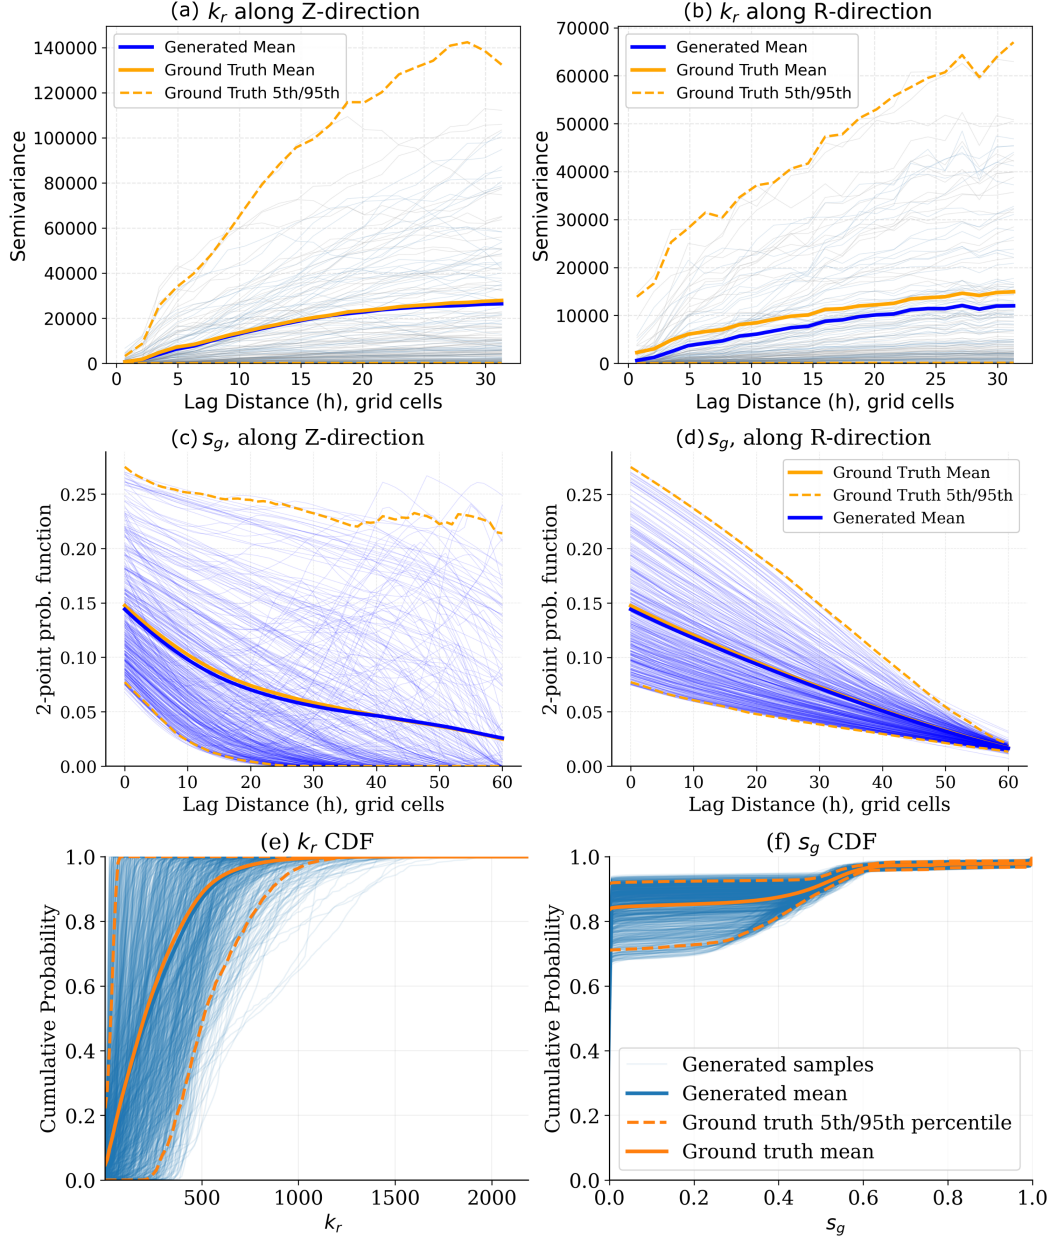 (a) kᵣ along Z-direction
Generated Mean
Ground Truth Mean
Ground Truth 5th/95th
140000
120000
100000
80000
60000
40000
20000
0
Semivariance
0 5 10 15 20 25 30
Lag Distance (h), grid cells
(b) kᵣ along R-direction
Generated Mean
Ground Truth Mean
Ground Truth 5th/95th
70000
60000
50000
40000
30000
20000
10000
0
Semivariance
0 5 10 15 20 25 30
Lag Distance (h), grid cells
(c) s_g, along Z-direction
0.25
0.20
0.15
0.10
0.05
0.00
2-point prob. function
0 10 20 30 40 50 60
Lag Distance (h), grid cells
(d) s_g, along R-direction
Ground Truth Mean
Ground Truth 5th/95th
Generated Mean
0.25
0.20
0.15
0.10
0.05
0.00
2-point prob. function
0 10 20 30 40 50 60
Lag Distance (h), grid cells
(e) kᵣ CDF
1.0
0.8
0.6
0.4
0.2
0.0
Cumulative Probability
500 1000 1500 2000
kᵣ
(f) s_g CDF
1.0
0.8
0.6
0.4
0.2
0.0
Cumulative Probability
Generated samples
Generated mean
Ground truth 5th/95th percentile
Ground truth mean
0.0 0.2 0.4 0.6 0.8 1.0
s_g